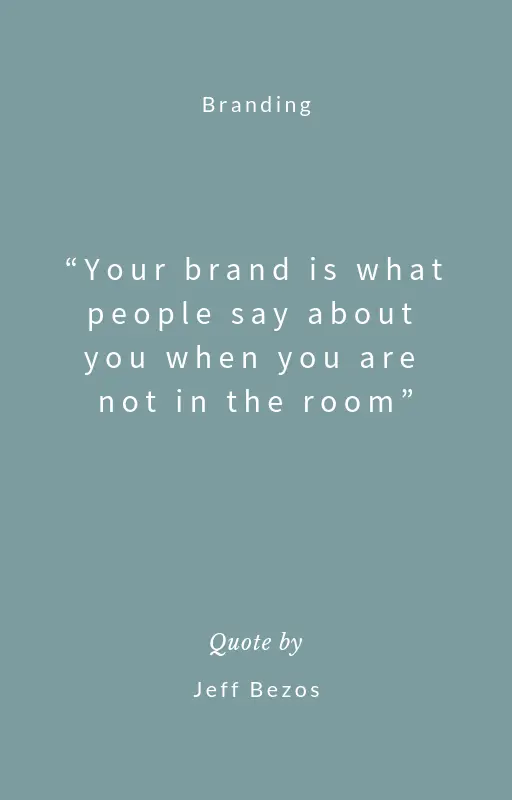 Branding
“Your brand is what
people say about
you when you are
not in the room”
Quote by
Jeff Bezos